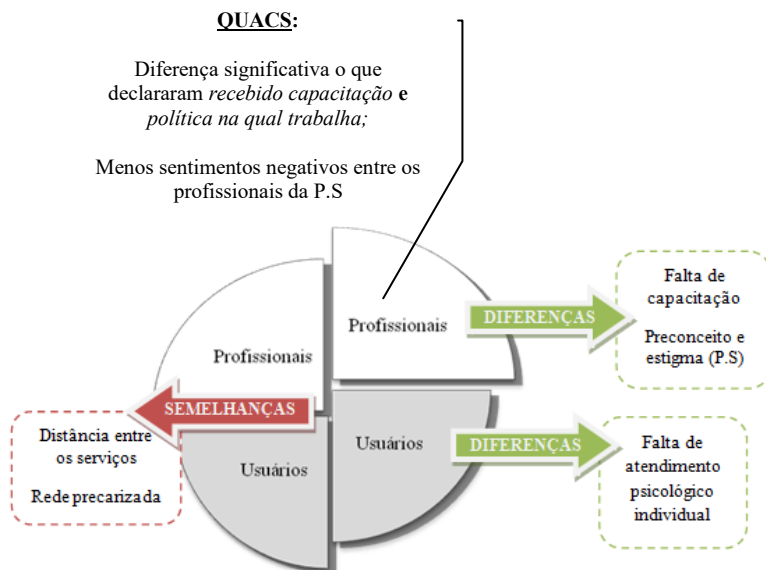 QUACS:
Diferença significativa o que
declararam recebido capacitação e
política na qual trabalha;
Menos sentimentos negativos entre os
profissionais da P.S
Profissionais
Profissionais
DIFERENÇAS
Falta de
capacitação
Preconceito e
estigma (P.S)
SEMELHANÇAS
Distância entre
os serviços
Rede precarizada
Usuários
Usuários
DIFERENÇAS
Falta de
atendimento
psicológico
individual